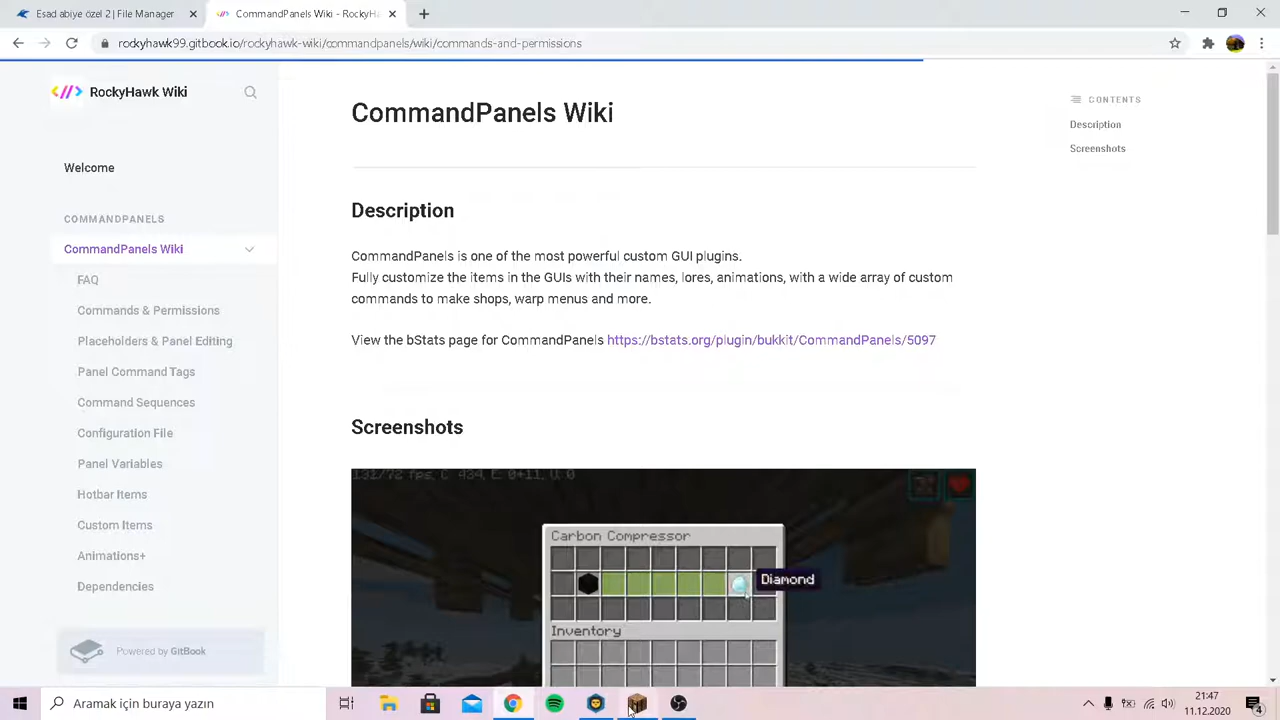 Esad abiye özel 2 | File Manager
CommandPanels Wiki - RockyHa
rockyhawk99.gitbook.io/rockyhawk-wiki/commandpanels/wiki/commands-and-permissions
RockyHawk Wiki
Welcome
COMMANDPANELS
CommandPanels Wiki
FAQ
Commands & Permissions
Placeholders & Panel Editing
Panel Command Tags
Command Sequences
Configuration File
Panel Variables
Hotbar Items
Custom Items
Animations+
Dependencies
Powered by GitBook
CommandPanels Wiki
Description
CommandPanels is one of the most powerful custom GUI plugins.
Fully customize the items in the GUIs with their names, lores, animations, with a wide array of custom
commands to make shops, warp menus and more.
View the bStats page for CommandPanels https://bstats.org/plugin/bukkit/CommandPanels/5097
Screenshots
Carbon Compressor
Diamond
Inventory
CONTENTS
Description
Screenshots
Aramak için buraya yazın
21:47
11.12.2020
4